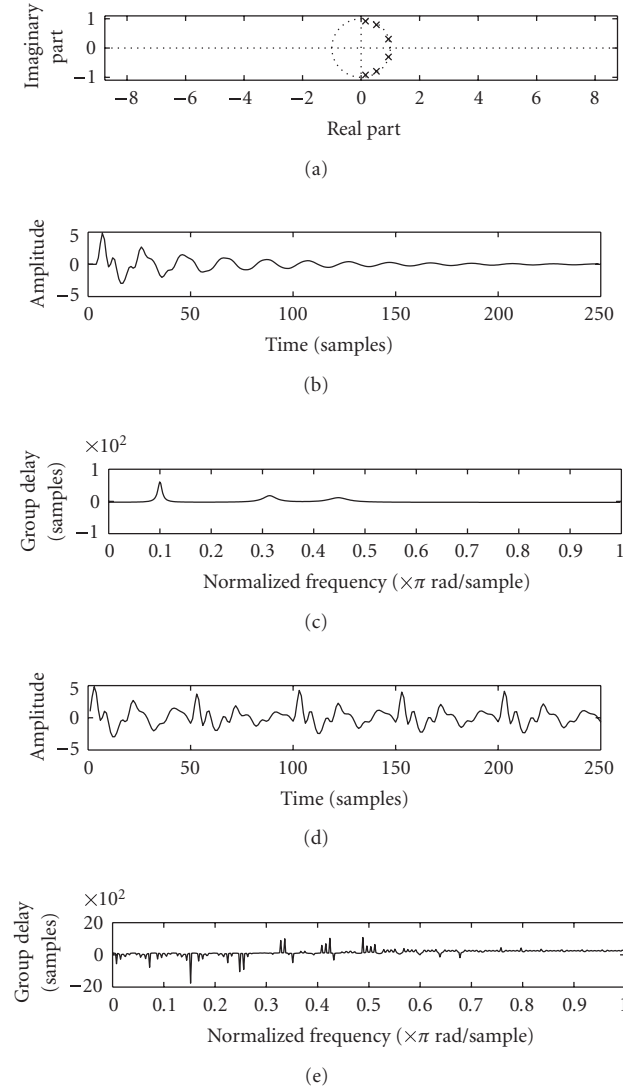 Imaginary
part
1
0
−1
−8 −6 −4 −2 0 2 4 6 8
Real part
(a)
Amplitude
5
0
−5
0 50 100 150 200 250
Time (samples)
(b)
×10²
Group delay
(samples)
1
0
−1
0 0.1 0.2 0.3 0.4 0.5 0.6 0.7 0.8 0.9 1
Normalized frequency (×π rad/sample)
(c)
Amplitude
5
0
−5
0 50 100 150 200 250
Time (samples)
(d)
×10²
Group delay
(samples)
20
0
−20
0 0.1 0.2 0.3 0.4 0.5 0.6 0.7 0.8 0.9 1
Normalized frequency (×π rad/sample)
(e)